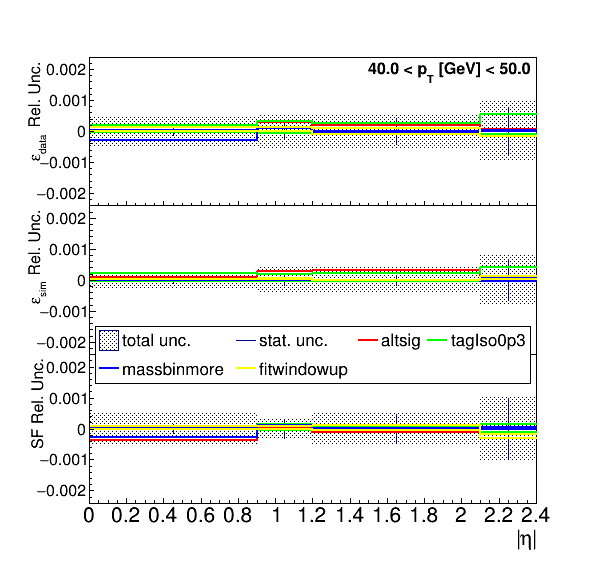 40.0 < pT [GeV] < 50.0
εdata Rel. Unc.
0.002
0.001
0
−0.001
−0.002
εsim Rel. Unc.
0.002
0.001
0
−0.001
−0.002
total unc. stat. unc. altsig tagIso0p3
massbinmore fitwindowup
SF Rel. Unc.
0.002
0.001
0
−0.001
−0.002
0 0.2 0.4 0.6 0.8 1 1.2 1.4 1.6 1.8 2 2.2 2.4
|η|